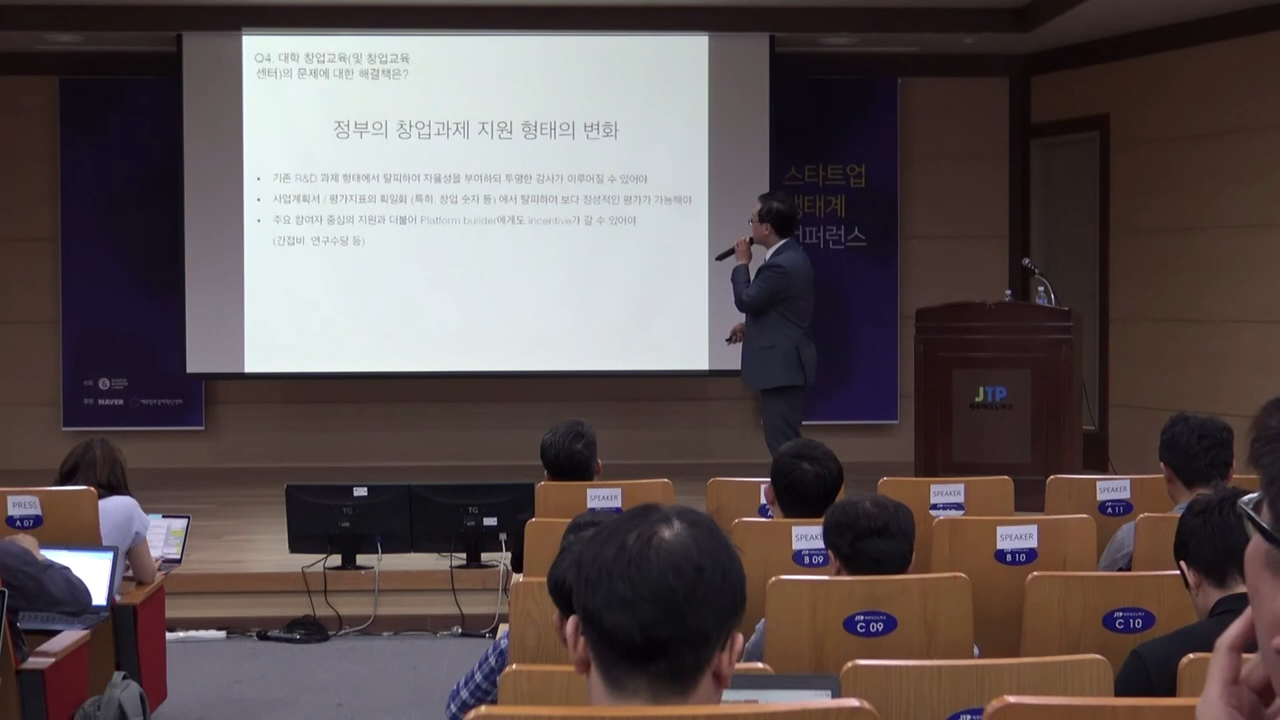 Q4. 대학 창업교육(및 창업교육
센터)의 문제에 대한 해결책은?
정부의 창업과제 지원 형태의 변화
• 기존 R&D 과제 형태에서 탈피하여 자율성을 부여하되 투명한 감사가 이루어질 수 있어야
• 사업계획서 / 평가지표의 획일화 (특히, 창업 숫자 등) 에서 탈피하여 보다 정성적인 평가가 가능해야
• 주요 참여자 중심의 지원과 더불어 Platform builder에게도 incentive가 갈 수 있어야
(간접비, 연구수당 등)
스타트업
생태계
컨퍼런스
NAVER
JTP
PRESS
A 07
TG
TG
SPEAKER
SPEAKER
SPEAKER
A 11
SPEAKER
B 09
SPEAKER
JTP
B 10
JTP
C 09
JTP
C 10
JTP